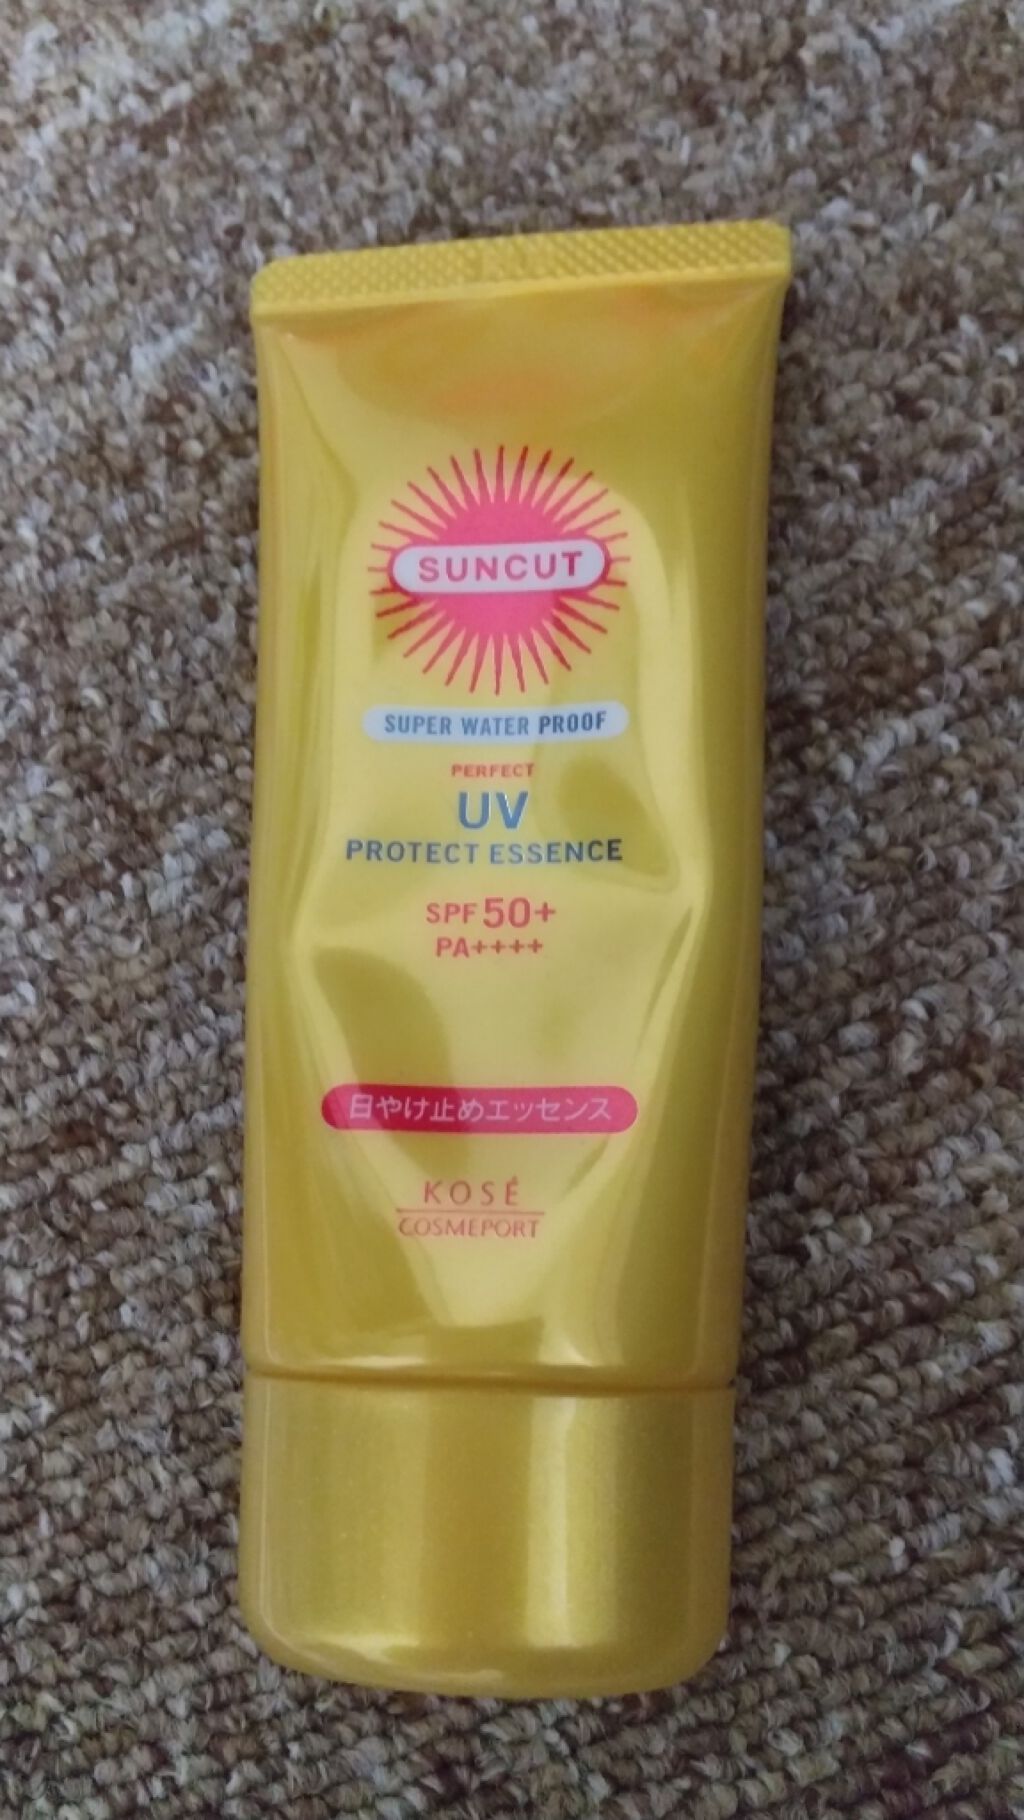 SUNCUT
SUPER WATER PROOF
PERFECT
UV
PROTECT ESSENCE
SPF 50+
PA++++
日やけ止めエッセンス
KOSÉ
COSMEPORT